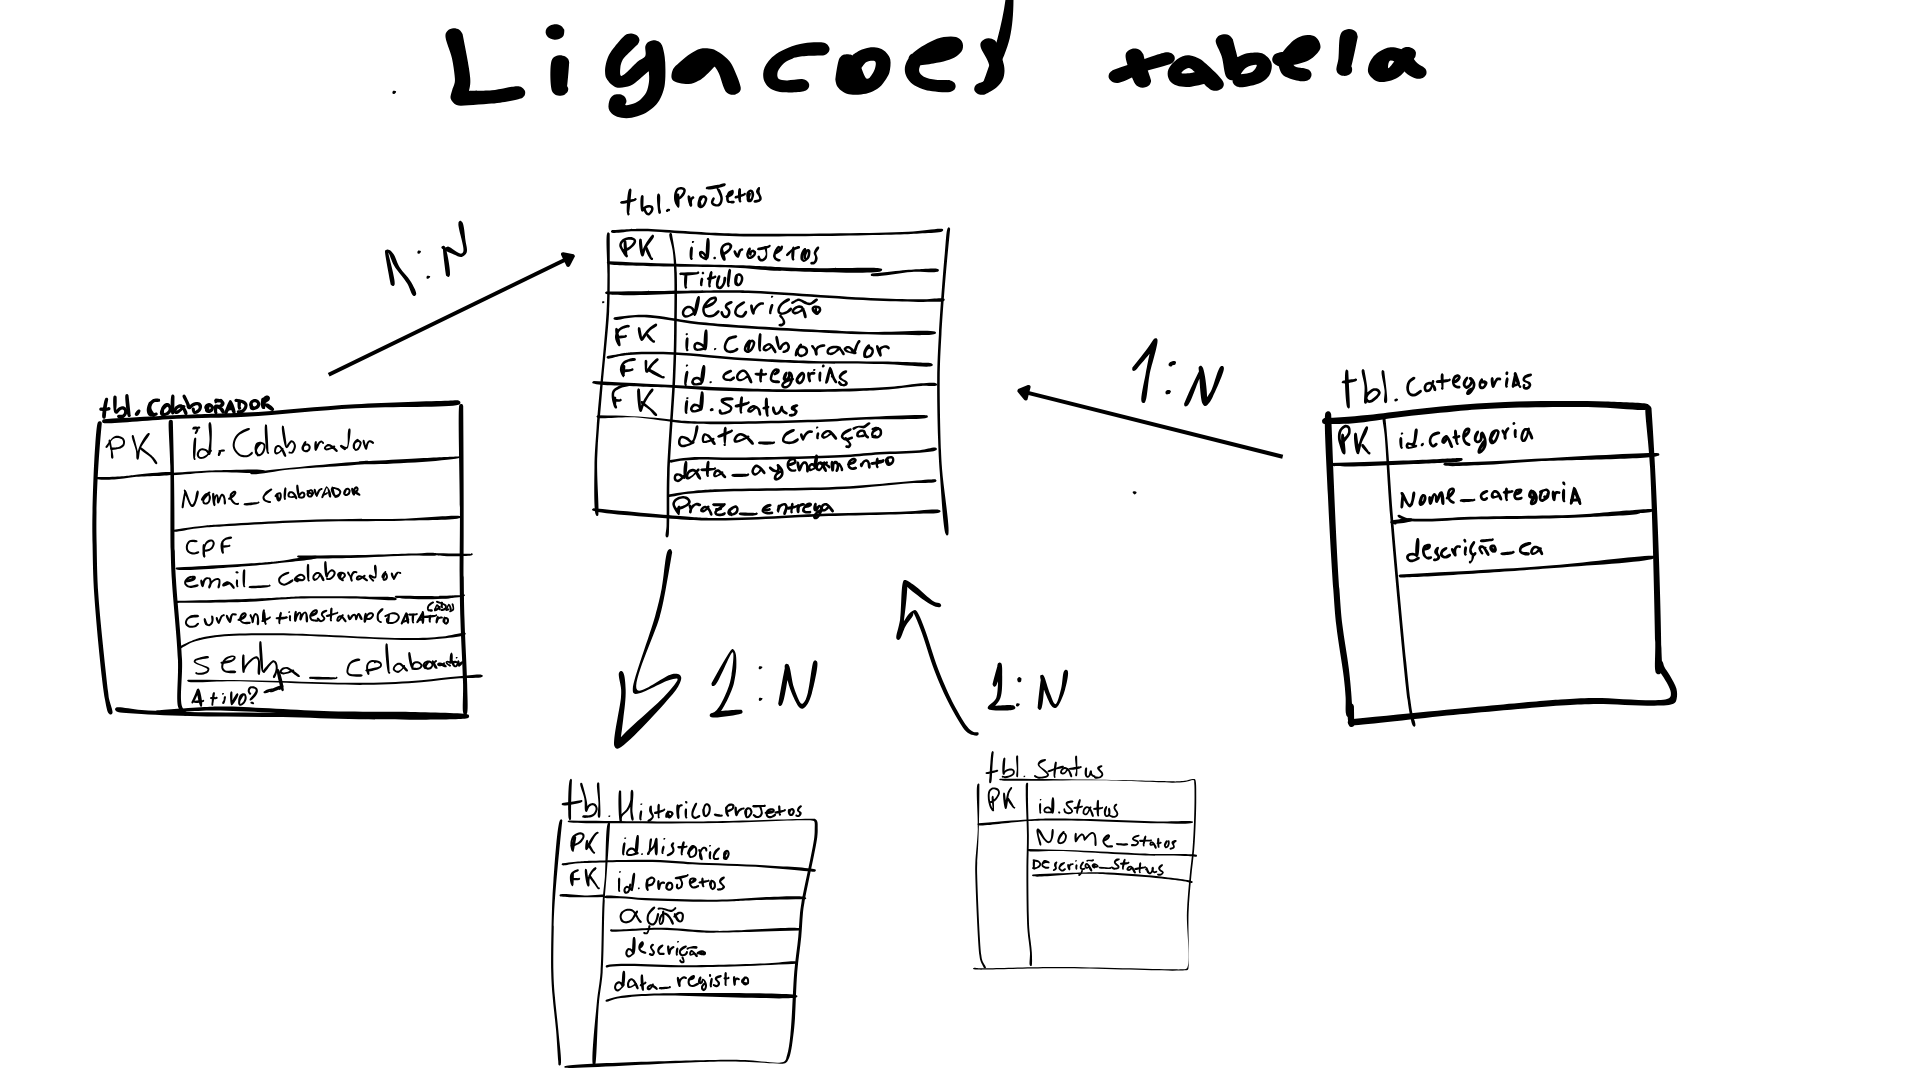 Ligacoes tabela
tbl.ProJetos
PK id.ProJetos
Titulo
descrição
FK id.Colaborador
FK id.categoriAs
FK id.Status
data_criação
data_agendamento
Prazo_entrega
1:N
tbl.ColaBORADOR
PK id.Colaborador
Nome_ColaborADOR
CPF
email_colaborador
current timestamp(DATA
senha_colaborador
Ativo?
1:N
tbl.categoriAs
PK id.categoria
Nome_categoriA
descrição_ca
1:N
tbl.Historico_ProJetos
PK id.Historico
FK id.ProJetos
ação
descrição
data_registro
1:N
tbl.Status
PK id.Status
Nome_Status
Descrição_Status